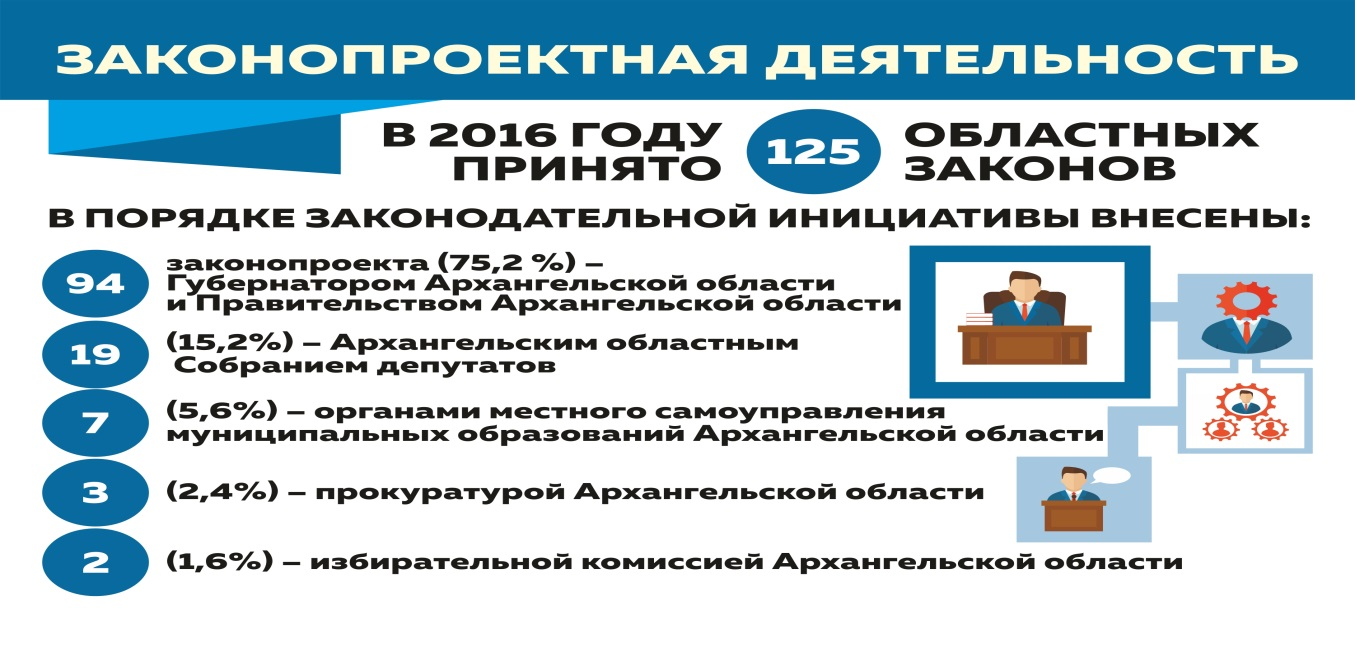 ЗАКОНОПРОЕКТНАЯ ДЕЯТЕЛЬНОСТЬ
В 2016 ГОДУ
ПРИНЯТО
125
ОБЛАСТНЫХ
ЗАКОНОВ
В ПОРЯДКЕ ЗАКОНОДАТЕЛЬНОЙ ИНИЦИАТИВЫ ВНЕСЕНЫ:
94
законопроекта (75,2 %) –
Губернатором Архангельской области
и Правительством Архангельской области
19
(15,2%) – Архангельским областным
Собранием депутатов
7
(5,6%) – органами местного самоуправления
муниципальных образований Архангельской области
3
(2,4%) – прокуратурой Архангельской области
2
(1,6%) – избирательной комиссией Архангельской области